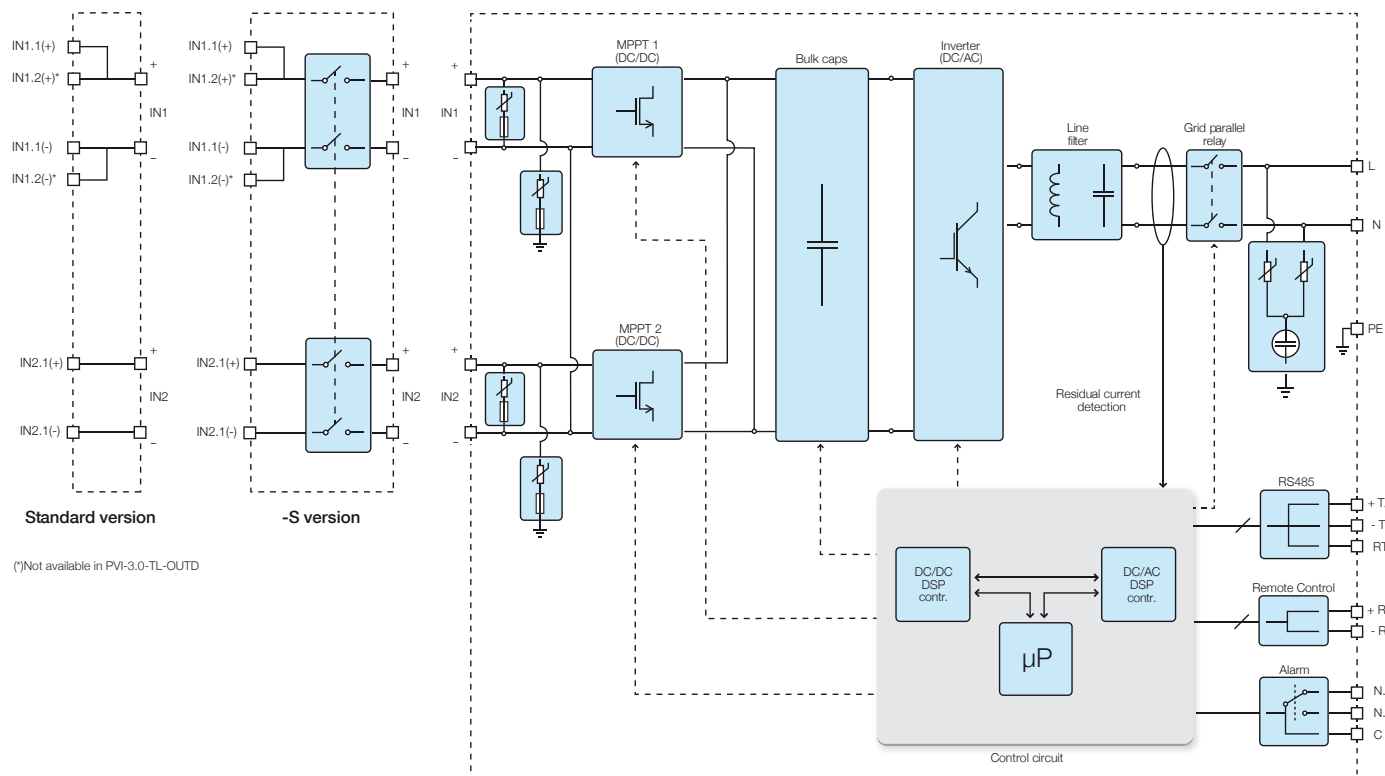 IN1.1(+)
IN1.2(+)*
+
IN1
IN1.1(-)
–
IN1.2(-)*
IN2.1(+)
+
IN2
IN2.1(-)
–
Standard version
IN1.1(+)
IN1.2(+)*
+
IN1
IN1.1(-)
–
IN1.2(-)*
IN2.1(+)
+
IN2
IN2.1(-)
–
-S version
(*)Not available in PVI-3.0-TL-OUTD
+
IN1
–
+
IN2
–
MPPT 1
(DC/DC)
MPPT 2
(DC/DC)
Bulk caps
Inverter
(DC/AC)
Line
filter
Grid parallel
relay
L
N
PE
Residual current
detection
DC/DC
DSP
contr.
DC/AC
DSP
contr.
µP
Control circuit
RS485
+ T
- T
RT
Remote Control
+ R
- R
Alarm
N.
N.
C